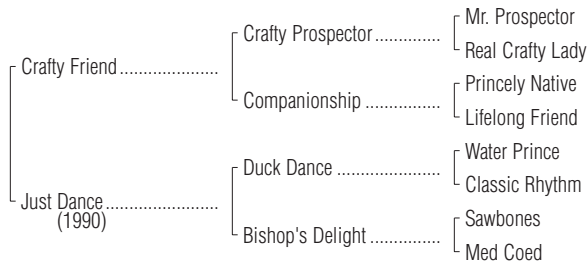 Mr. Prospector
Crafty Prospector
Real Crafty Lady
Crafty Friend
Princely Native
Companionship
Lifelong Friend
Water Prince
Duck Dance
Classic Rhythm
Just Dance
(1990)
Sawbones
Bishop's Delight
Med Coed